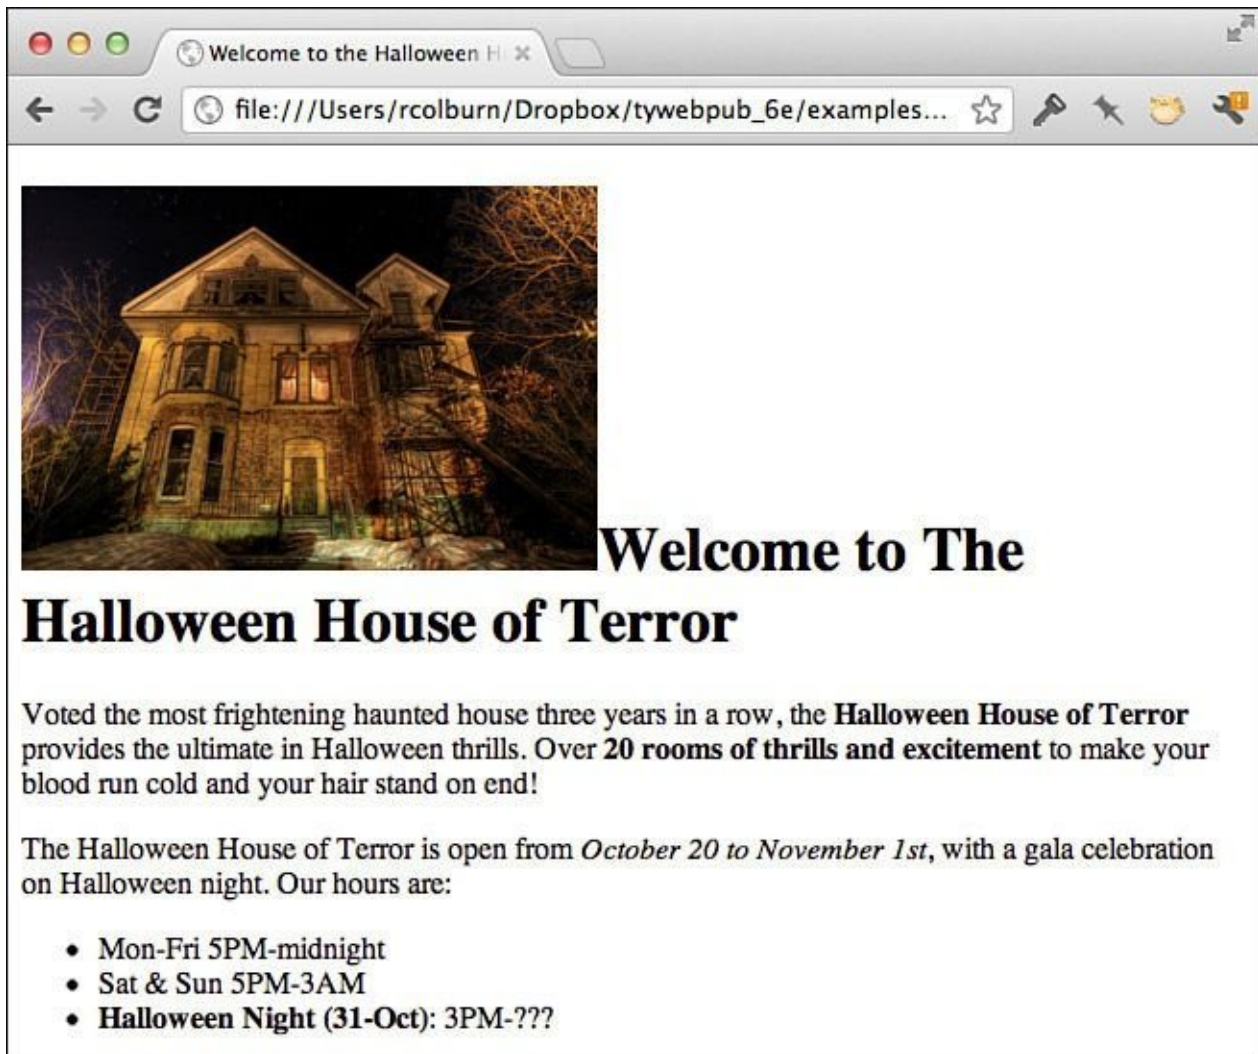 Welcome to the Halloween H
file:///Users/rcolburn/Dropbox/tywebpub_6e/examples...
Welcome to The
Halloween House of Terror
Voted the most frightening haunted house three years in a row, the Halloween House of Terror
provides the ultimate in Halloween thrills. Over 20 rooms of thrills and excitement to make your
blood run cold and your hair stand on end!
The Halloween House of Terror is open from October 20 to November 1st, with a gala celebration
on Halloween night. Our hours are:
• Mon-Fri 5PM-midnight
• Sat & Sun 5PM-3AM
• Halloween Night (31-Oct): 3PM-???